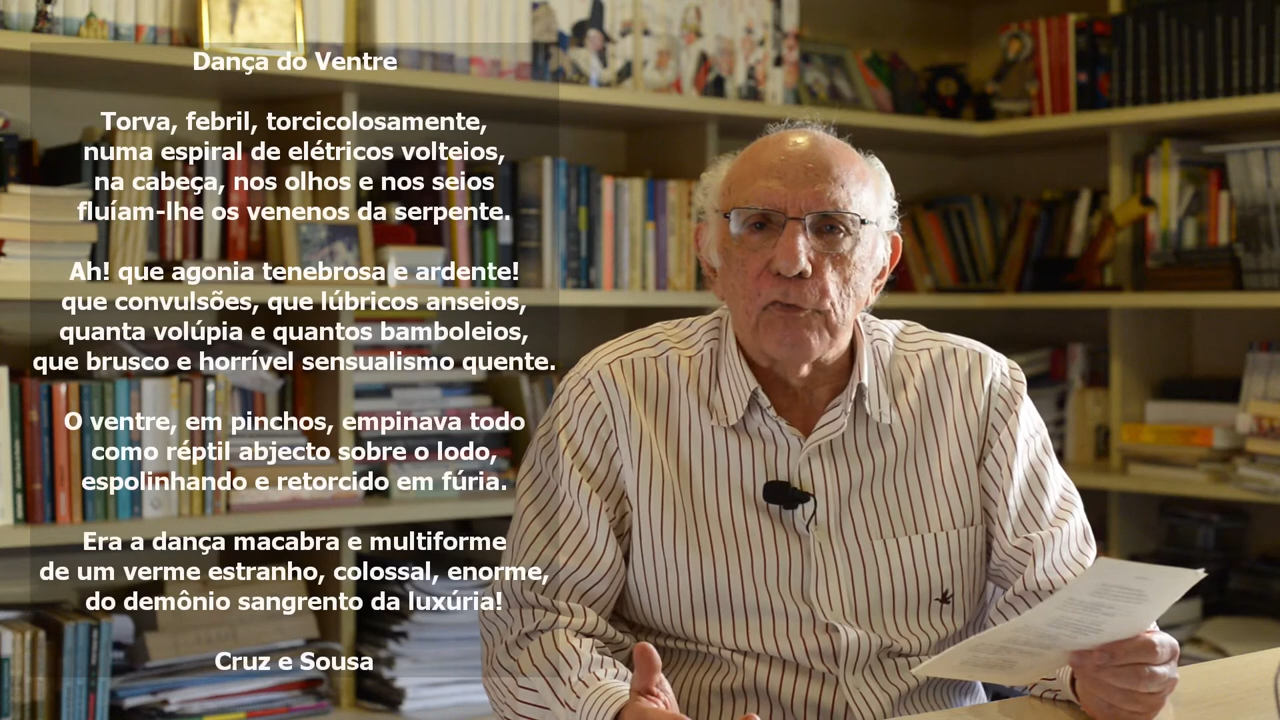 Dança do Ventre
Torva, febril, torcicolosamente,
numa espiral de elétricos volteios,
na cabeça, nos olhos e nos seios
fluíam-lhe os venenos da serpente.
Ah! que agonia tenebrosa e ardente!
que convulsões, que lúbricos anseios,
quanta volúpia e quantos bamboleios,
que brusco e horrível sensualismo quente.
O ventre, em pinchos, empinava todo
como réptil abjecto sobre o lodo,
espolinhando e retorcido em fúria.
Era a dança macabra e multiforme
de um verme estranho, colossal, enorme,
do demônio sangrento da luxúria!
Cruz e Sousa